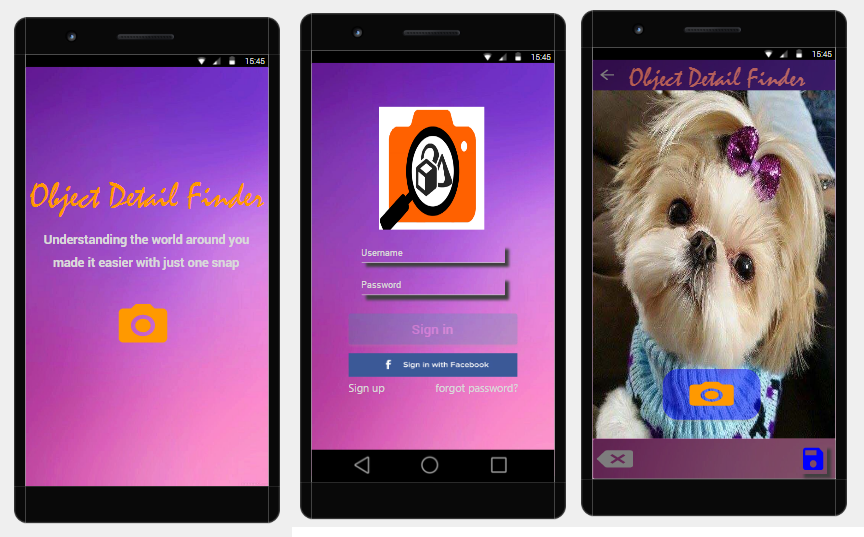 15:45
Object Detail Finder
Understanding the world around you
made it easier with just one snap
15:45
Username
Password
Sign in
f Sign in with Facebook
Sign up forgot password?
15:45
Object Detail Finder